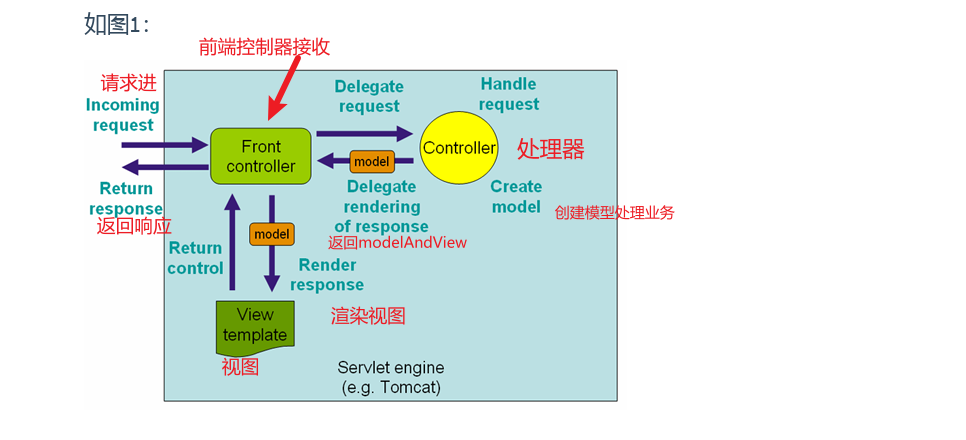 如图1：
前端控制器接收
请求进
Incoming
request
Delegate
request
Handle
request
Front
controller
Controller
处理器
model
Return
response
返回响应
Delegate
rendering
of response
返回modelAndView
Create
model
创建模型处理业务
model
Return
control
Render
response
View
template
渲染视图
视图
Servlet engine
(e.g. Tomcat)